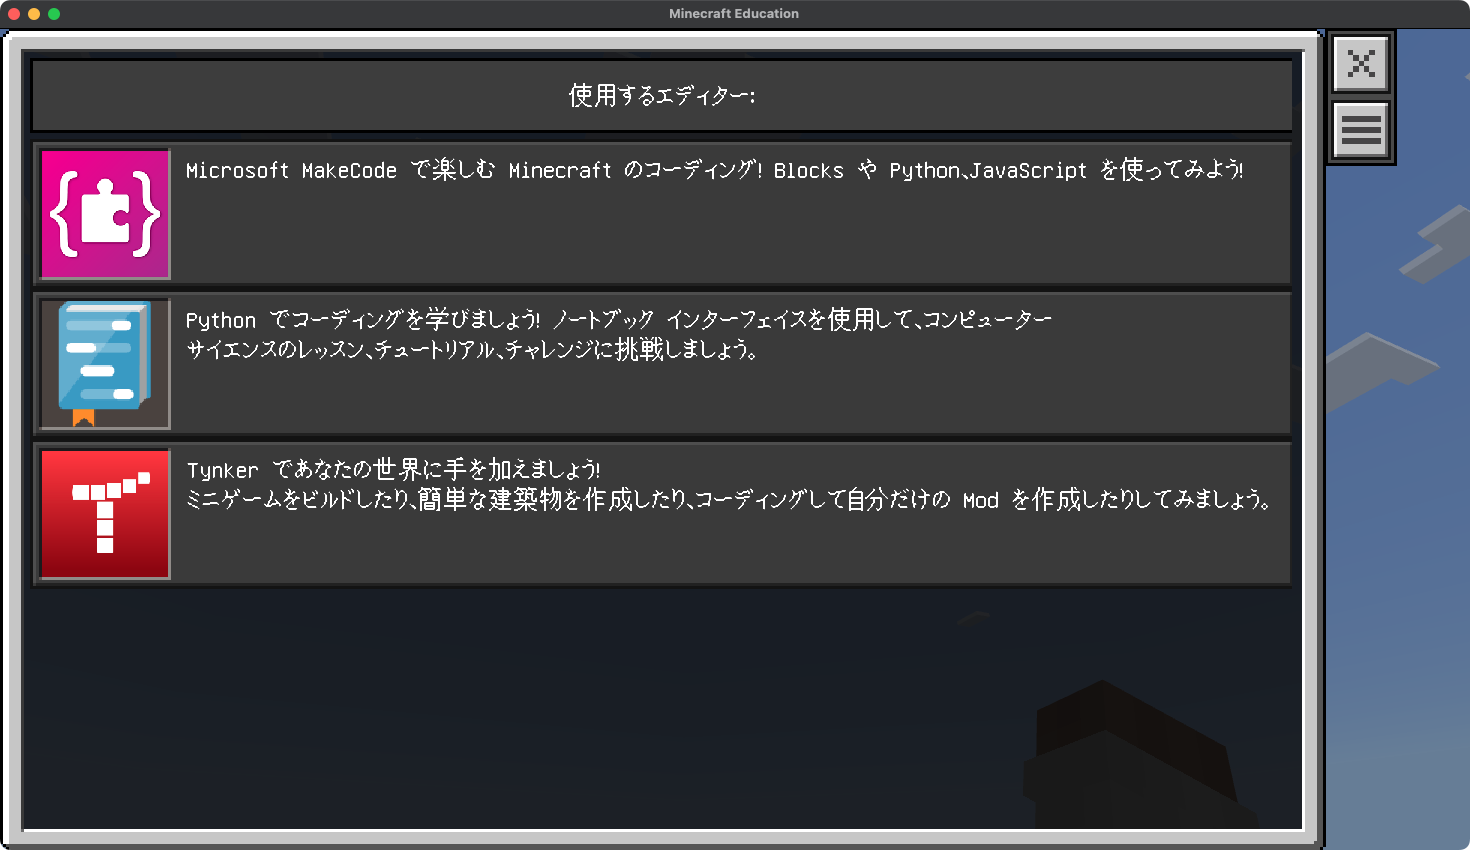 Minecraft Education
使用するエディター:
Microsoft MakeCode で楽しむ Minecraft のコーディング! Blocks や Python、JavaScript を使ってみよう!
Python でコーディングを学びましょう! ノートブック インターフェイスを使用して、コンピューター
サイエンスのレッスン、チュートリアル、チャレンジに挑戦しましょう。
Tynker であなたの世界に手を加えましょう!
ミニゲームをビルドしたり、簡単な建築物を作成したり、コーディングして自分だけの Mod を作成したりしてみましょう。